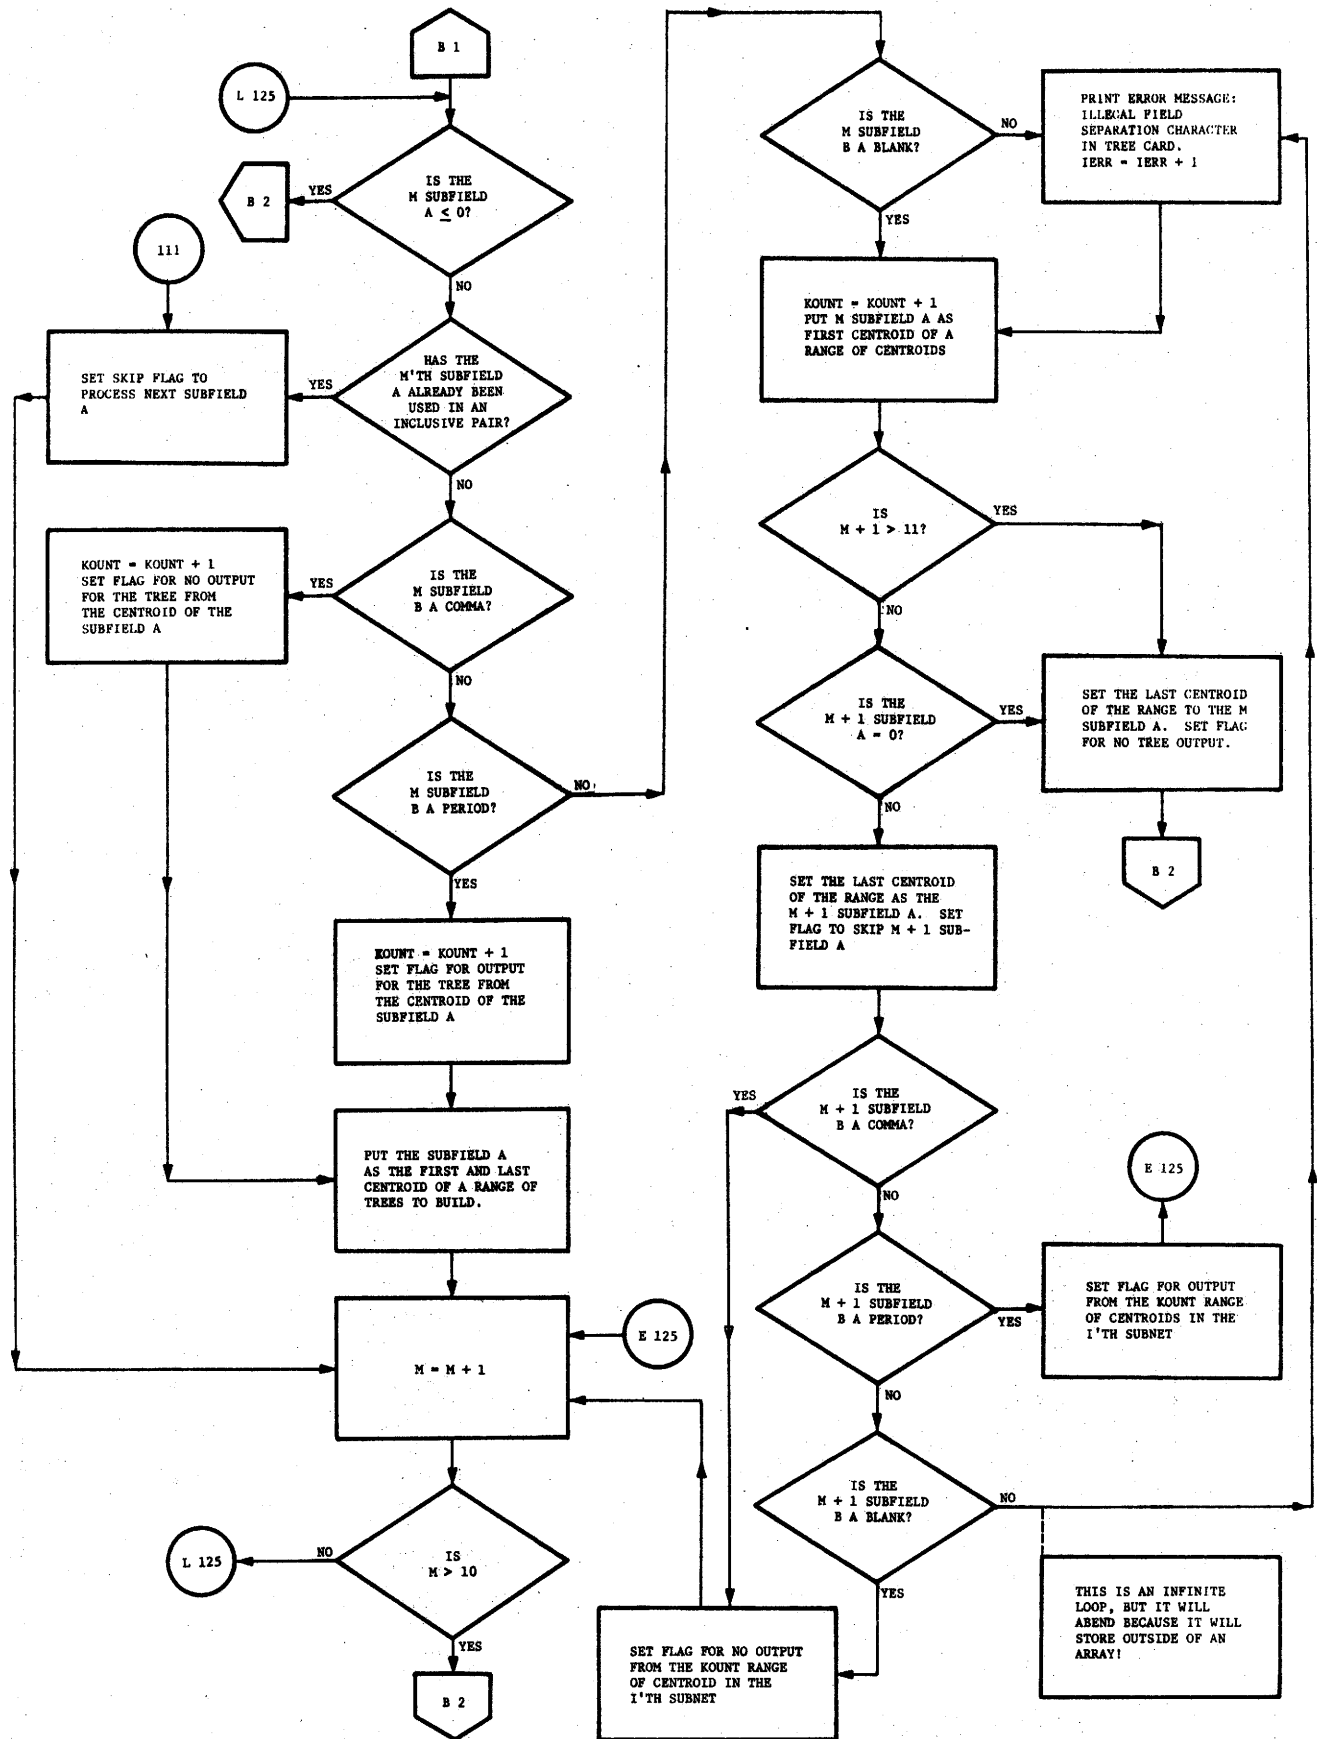 B 1
L 125
IS THE
M SUBFIELD
A ≤ 0?
YES
B 2
NO
111
SET SKIP FLAG TO
PROCESS NEXT SUBFIELD
A
HAS THE
M'TH SUBFIELD
A ALREADY BEEN
USED IN AN
INCLUSIVE PAIR?
YES
NO
KOUNT = KOUNT + 1
SET FLAG FOR NO OUTPUT
FOR THE TREE FROM
THE CENTROID OF THE
SUBFIELD A
IS THE
M SUBFIELD
B A COMMA?
YES
NO
IS THE
M SUBFIELD
B A PERIOD?
NO
YES
KOUNT = KOUNT + 1
SET FLAG FOR OUTPUT
FOR THE TREE FROM
THE CENTROID OF THE
SUBFIELD A
PUT THE SUBFIELD A
AS THE FIRST AND LAST
CENTROID OF A RANGE OF
TREES TO BUILD.
M = M + 1
E 125
IS
M > 10
NO
L 125
YES
B 2
IS THE
M SUBFIELD
B A BLANK?
NO
YES
PRINT ERROR MESSAGE:
ILLEGAL FIELD
SEPARATION CHARACTER
IN TREE CARD.
IERR = IERR + 1
KOUNT = KOUNT + 1
PUT M SUBFIELD A AS
FIRST CENTROID OF A
RANGE OF CENTROIDS
IS
M + 1 > 11?
YES
NO
IS THE
M + 1 SUBFIELD
A = 0?
YES
NO
SET THE LAST CENTROID
OF THE RANGE TO THE M
SUBFIELD A. SET FLAG
FOR NO TREE OUTPUT.
B 2
SET THE LAST CENTROID
OF THE RANGE AS THE
M + 1 SUBFIELD A. SET
FLAG TO SKIP M + 1 SUB-
FIELD A
IS THE
M + 1 SUBFIELD
B A COMMA?
YES
NO
IS THE
M + 1 SUBFIELD
B A PERIOD?
YES
NO
E 125
SET FLAG FOR OUTPUT
FROM THE KOUNT RANGE
OF CENTROIDS IN THE
I'TH SUBNET
IS THE
M + 1 SUBFIELD
B A BLANK?
NO
YES
SET FLAG FOR NO OUTPUT
FROM THE KOUNT RANGE
OF CENTROID IN THE
I'TH SUBNET
THIS IS AN INFINITE
LOOP, BUT IT WILL
ABEND BECAUSE IT WILL
STORE OUTSIDE OF AN
ARRAY!